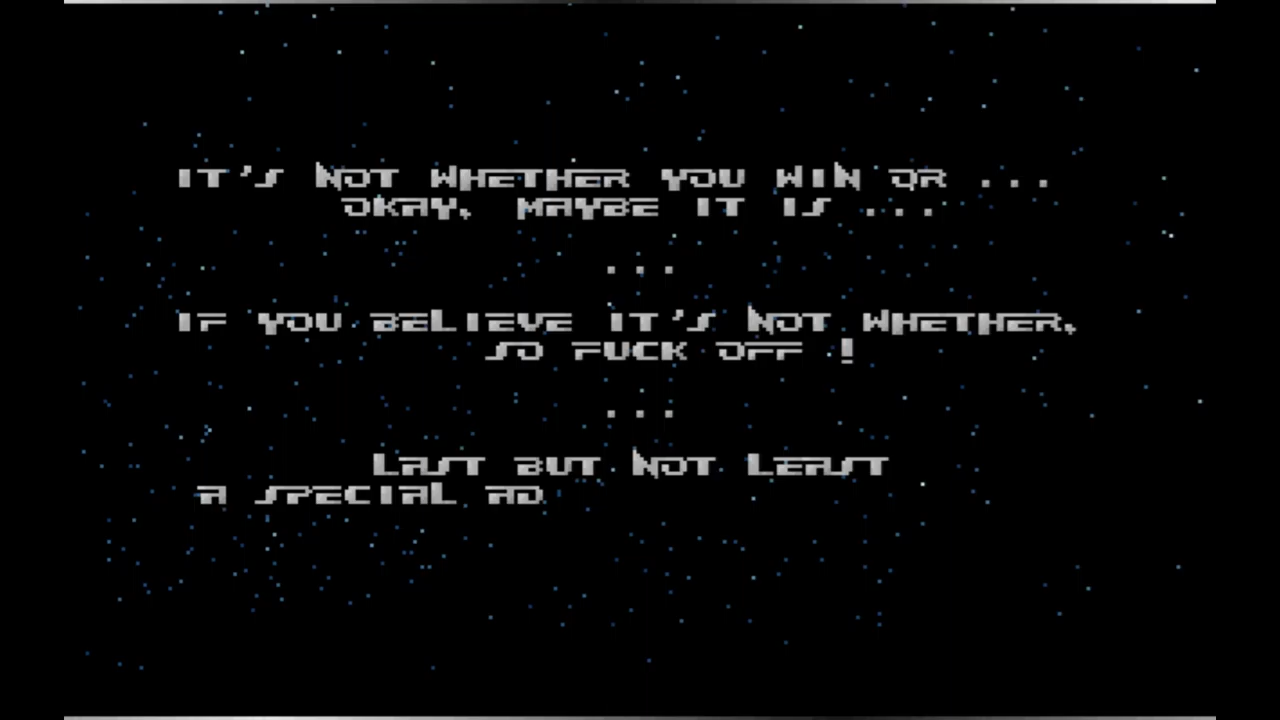 IT'S NOT WHETHER YOU WIN OR ...
OKAY, MAYBE IT IS ...
...
IF YOU BELIEVE IT'S NOT WHETHER,
SO FUCK OFF !
...
LAST BUT NOT LEAST
A SPECIAL AD